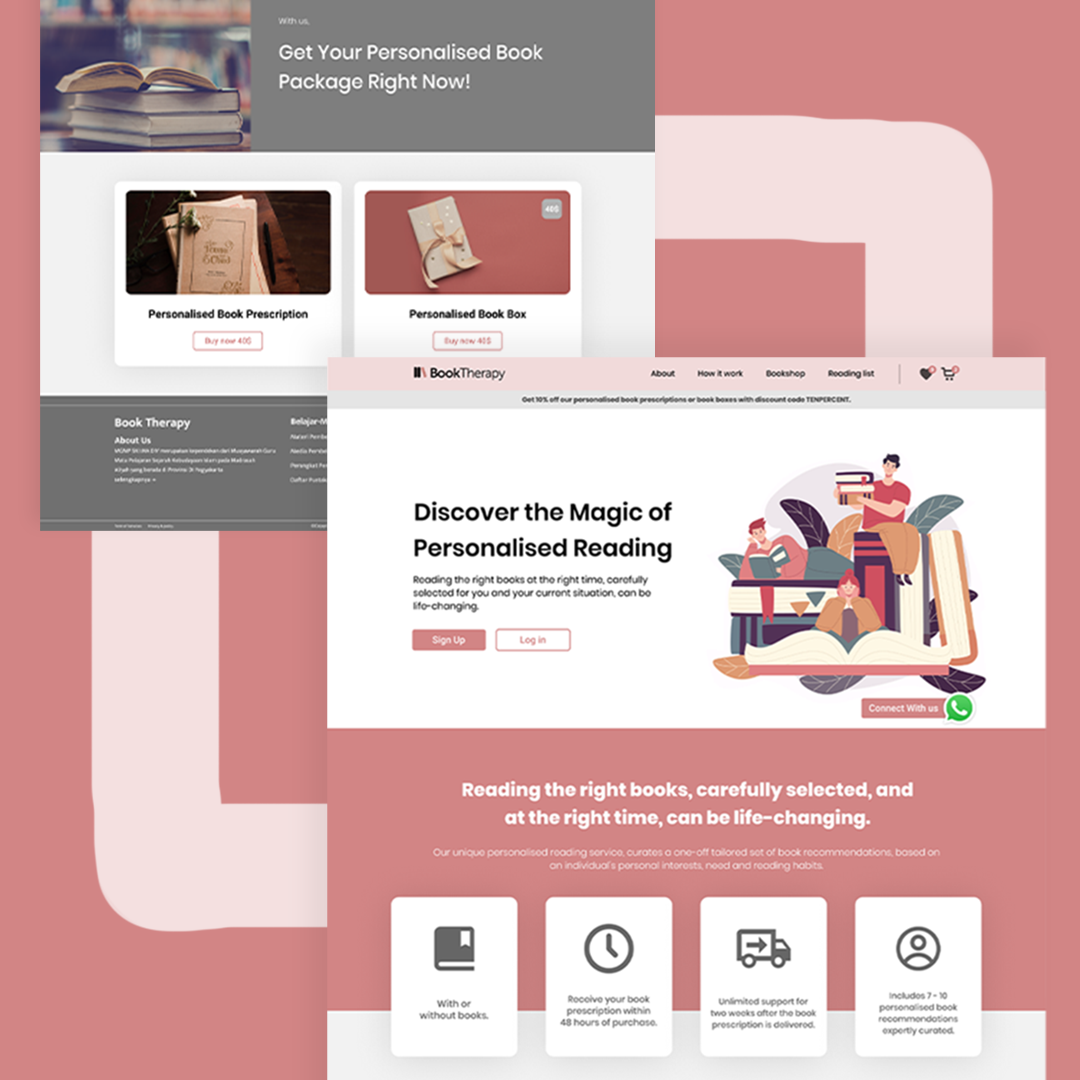 With us,
Get Your Personalised Book
Package Right Now!
40$
Personalised Book Prescription
Personalised Book Box
Buy now 40$
Buy now 40$
Book Therapy
About Us
selengkapnya
Belajar-M
BookTherapy
About
How it work
Bookshop
Reading list
Get 10% off our personalised book prescriptions or book boxes with discount code TENPERCENT.
Discover the Magic of
Personalised Reading
Reading the right books at the right time, carefully
selected for you and your current situation, can be
life-changing.
Sign Up
Log in
Connect With us
Reading the right books, carefully selected, and
at the right time, can be life-changing.
Our unique personalised reading service, curates a one-off tailored set of book recommendations, based on
an individual's personal interests, need and reading habits.
With or
without books.
Receive your book
prescription within
48 hours of purchase.
Unlimited support for
two weeks after the book
prescription is delivered.
Includes 7 - 10
personalised book
recommendations
expertly curated.